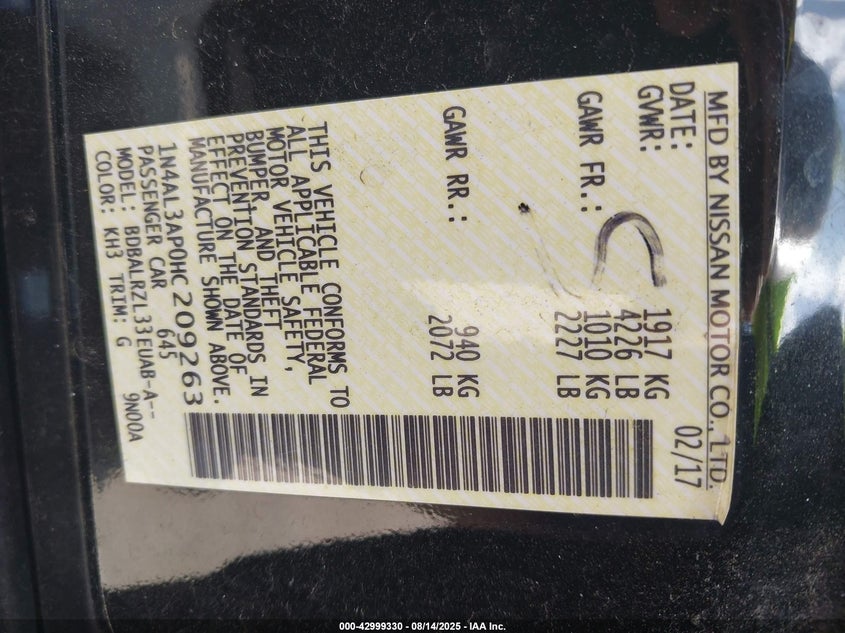 MFD BY NISSAN MOTOR CO., LTD.
DATE: 02/17
GVWR: 1917 KG
4226 LB
GAWR FR.: 1010 KG
2227 LB
GAWR RR.: 940 KG
2072 LB
THIS VEHICLE CONFORMS TO
ALL APPLICABLE FEDERAL
MOTOR VEHICLE SAFETY,
BUMPER, AND THEFT
PREVENTION STANDARDS IN
EFFECT ON THE DATE OF
MANUFACTURE SHOWN ABOVE.
1N4AL3AP0HC209263
PASSENGER CAR 645
MODEL: BDBALRZL33EUAB-A--
COLOR: KH3 TRIM: G 9N00A
000-42999330 - 08/14/2025 - IAA Inc.